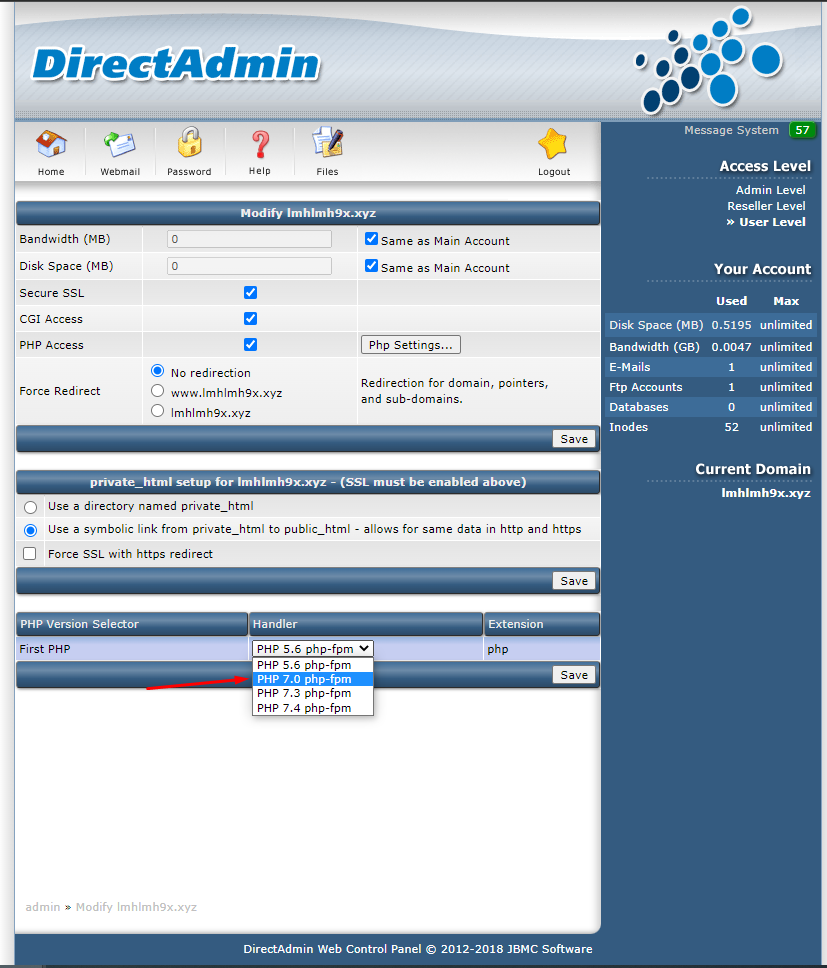 DirectAdmin
Message System 57
Home
Webmail
Password
Help
Files
Logout
Access Level
Admin Level
Reseller Level
» User Level
Your Account
Used Max
Disk Space (MB) 0.5195 unlimited
Bandwidth (GB) 0.0047 unlimited
E-Mails 1 unlimited
Ftp Accounts 1 unlimited
Databases 0 unlimited
Inodes 52 unlimited
Current Domain
lmhlmh9x.xyz
Modify lmhlmh9x.xyz
Bandwidth (MB) 0 Same as Main Account
Disk Space (MB) 0 Same as Main Account
Secure SSL
CGI Access
PHP Access Php Settings...
Force Redirect
No redirection
www.lmhlmh9x.xyz
lmhlmh9x.xyz
Redirection for domain, pointers,
and sub-domains.
Save
private_html setup for lmhlmh9x.xyz - (SSL must be enabled above)
Use a directory named private_html
Use a symbolic link from private_html to public_html - allows for same data in http and https
Force SSL with https redirect
Save
PHP Version Selector Handler Extension
First PHP PHP 5.6 php-fpm php
PHP 5.6 php-fpm
PHP 7.0 php-fpm
PHP 7.3 php-fpm
PHP 7.4 php-fpm
Save
admin » Modify lmhlmh9x.xyz
DirectAdmin Web Control Panel © 2012-2018 JBMC Software